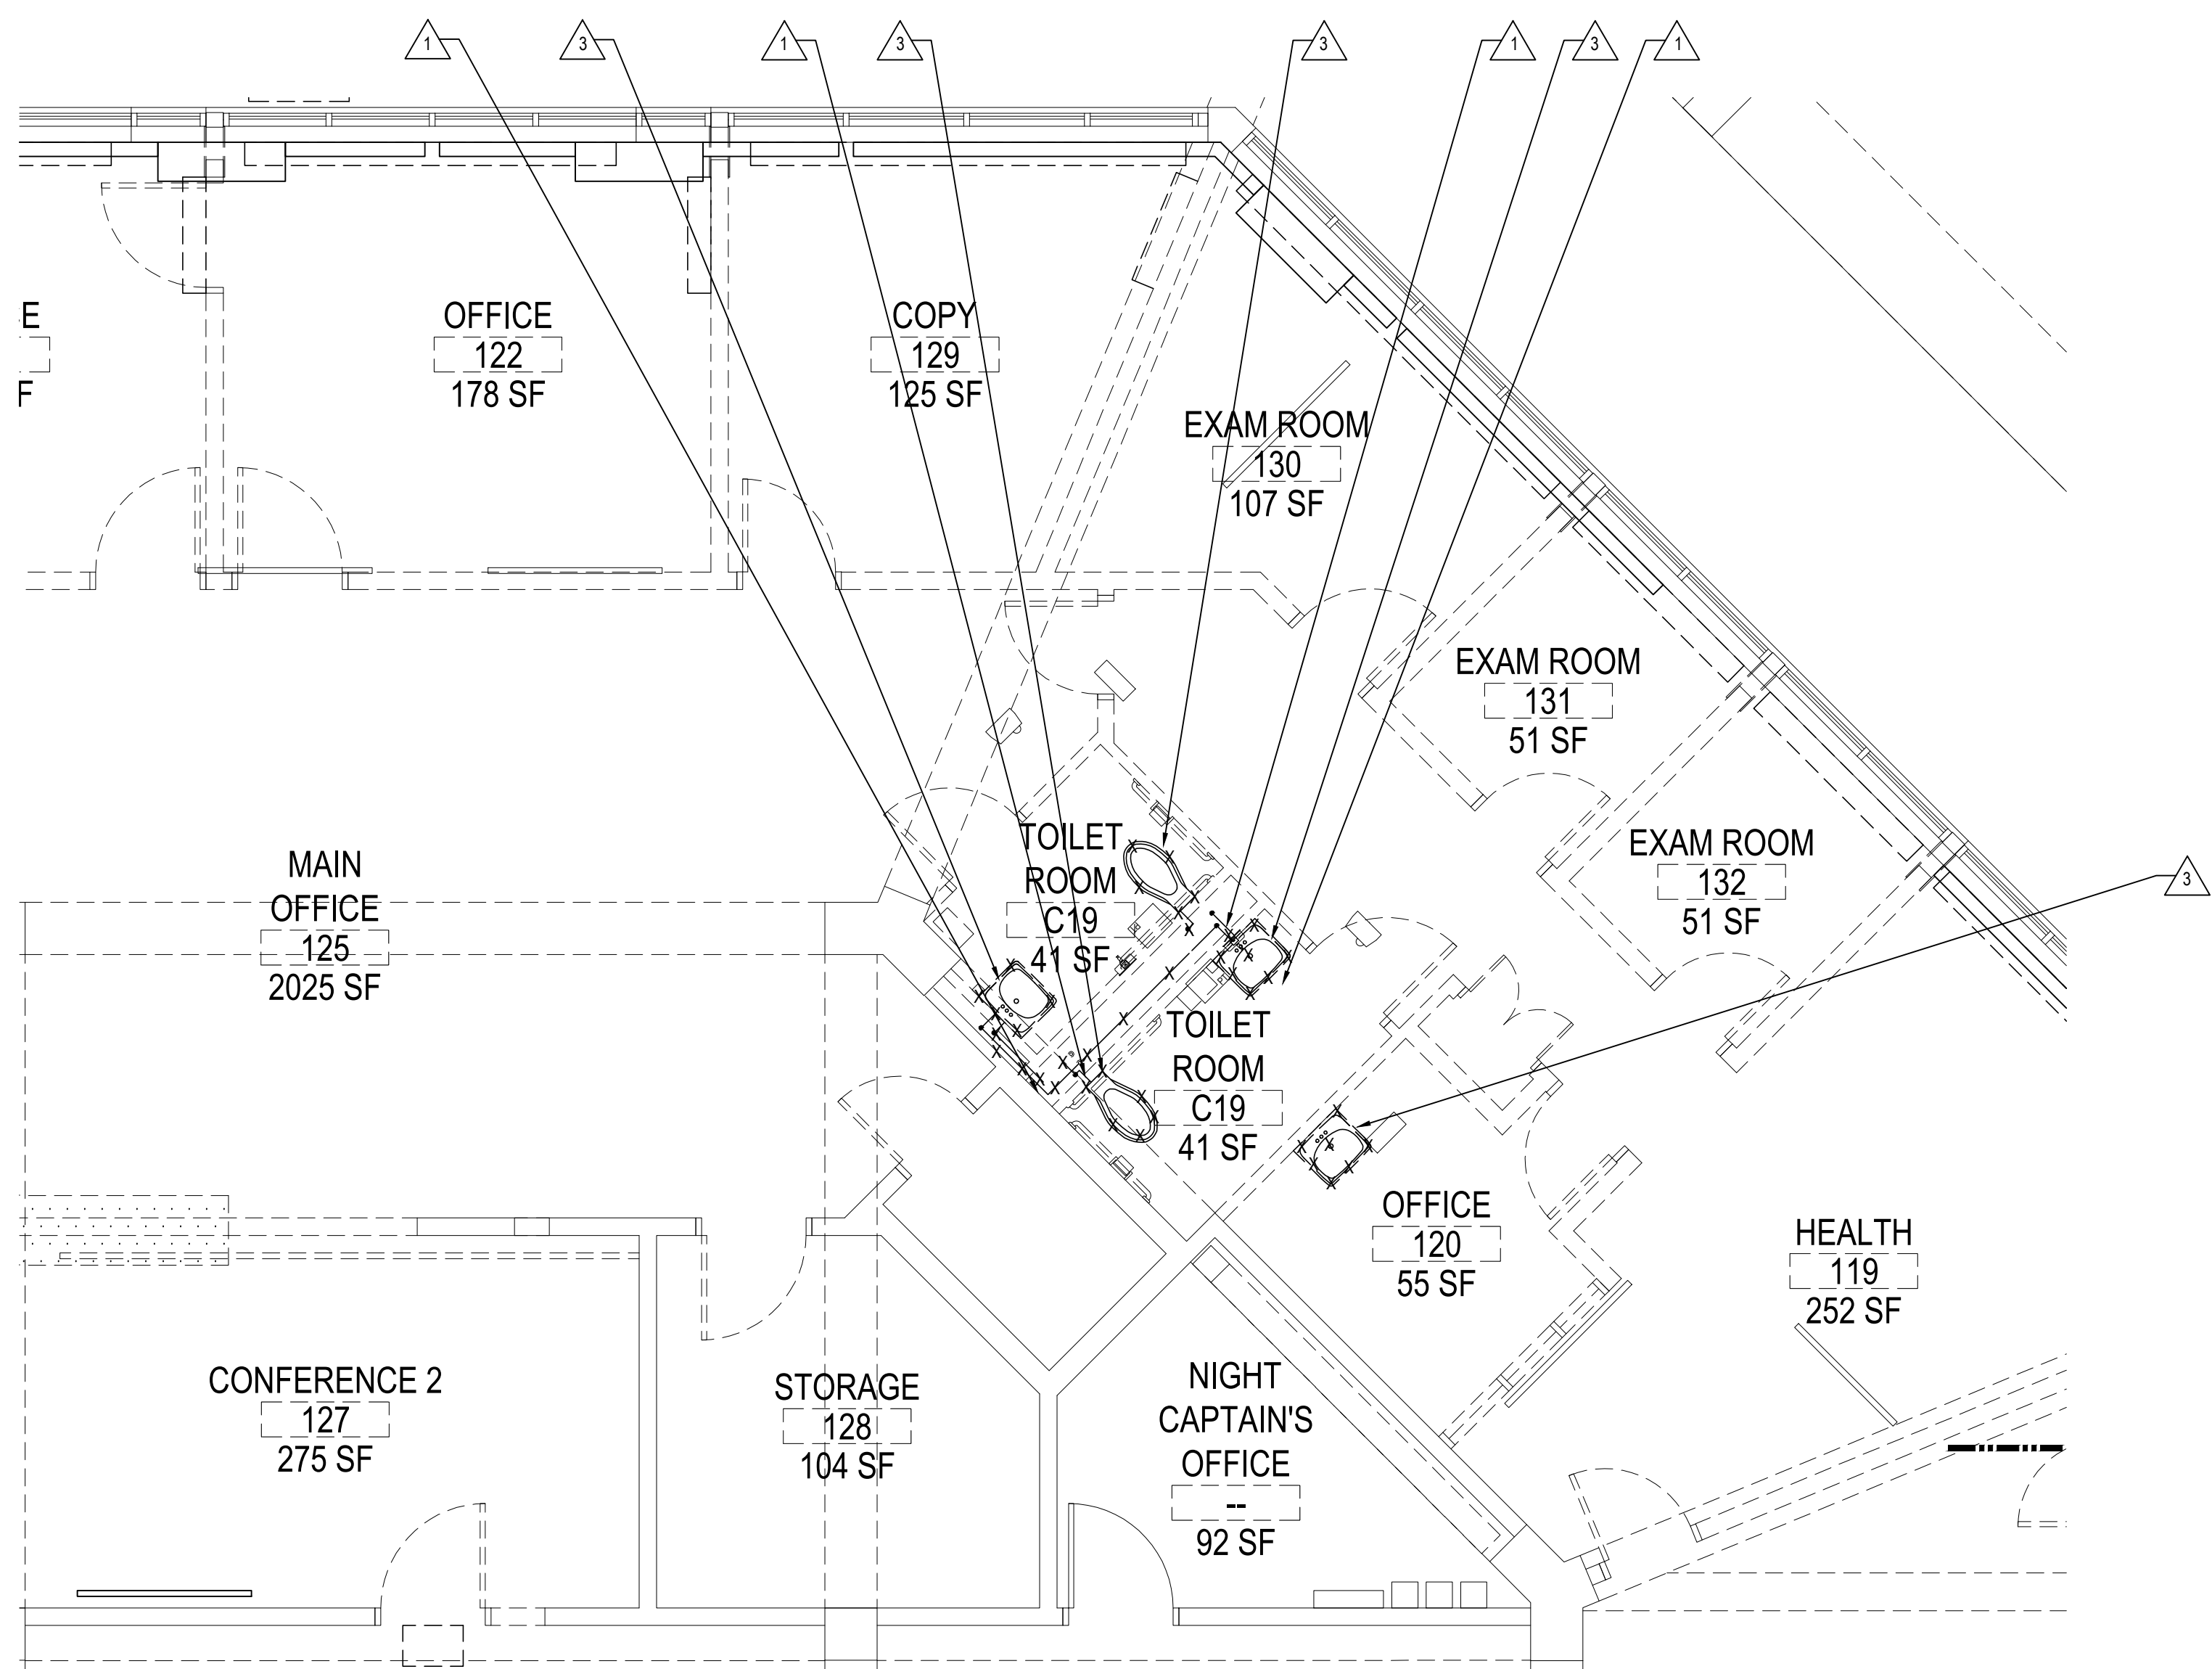 1
3
1
3
3
1
3
1
E
F
OFFICE
122
178 SF
COPY
129
125 SF
EXAM ROOM
130
107 SF
EXAM ROOM
131
51 SF
EXAM ROOM
132
51 SF
3
MAIN
OFFICE
125
2025 SF
TOILET
ROOM
C19
41 SF
TOILET
ROOM
C19
41 SF
OFFICE
120
55 SF
HEALTH
119
252 SF
CONFERENCE 2
127
275 SF
STORAGE
128
104 SF
NIGHT
CAPTAIN'S
OFFICE
--
92 SF